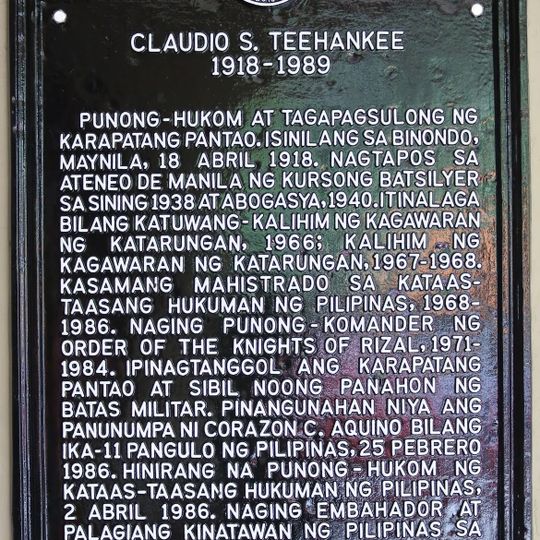 CLAUDIO S. TEEHANKEE
1918-1989
PUNONG-HUKOM AT TAGAPAGSULONG NG
KARAPATANG PANTAO. ISINILANG SA BINONDO,
MAYNILA, 18 ABRIL 1918. NAGTAPOS SA
ATENEO DE MANILA NG KURSONG BATSILYER
SA SINING 1938 AT ABOGASYA, 1940. ITINALAGA
BILANG KATUWANG-KALIHIM NG KAGAWARAN
NG KATARUNGAN, 1966; KALIHIM NG
KAGAWARAN NG KATARUNGAN, 1967-1968.
KASAMANG MAHISTRADO SA KATAAS-
TAASANG HUKUMAN NG PILIPINAS, 1968-
1986. NAGING PUNONG-KOMANDER NG
ORDER OF THE KNIGHTS OF RIZAL, 1971-
1984. IPINAGTANGGOL ANG KARAPATANG
PANTAO AT SIBIL NOONG PANAHON NG
BATAS MILITAR. PINANGUNAHAN NIYA ANG
PANUNUMPA NI CORAZON C. AQUINO BILANG
IKA-11 PANGULO NG PILIPINAS, 25 PEBRERO
1986. HINIRANG NA PUNONG-HUKOM NG
KATAAS-TAASANG HUKUMAN NG PILIPINAS,
2 ABRIL 1986. NAGING EMBAHADOR AT
PALAGIANG KINATAWAN NG PILIPINAS SA